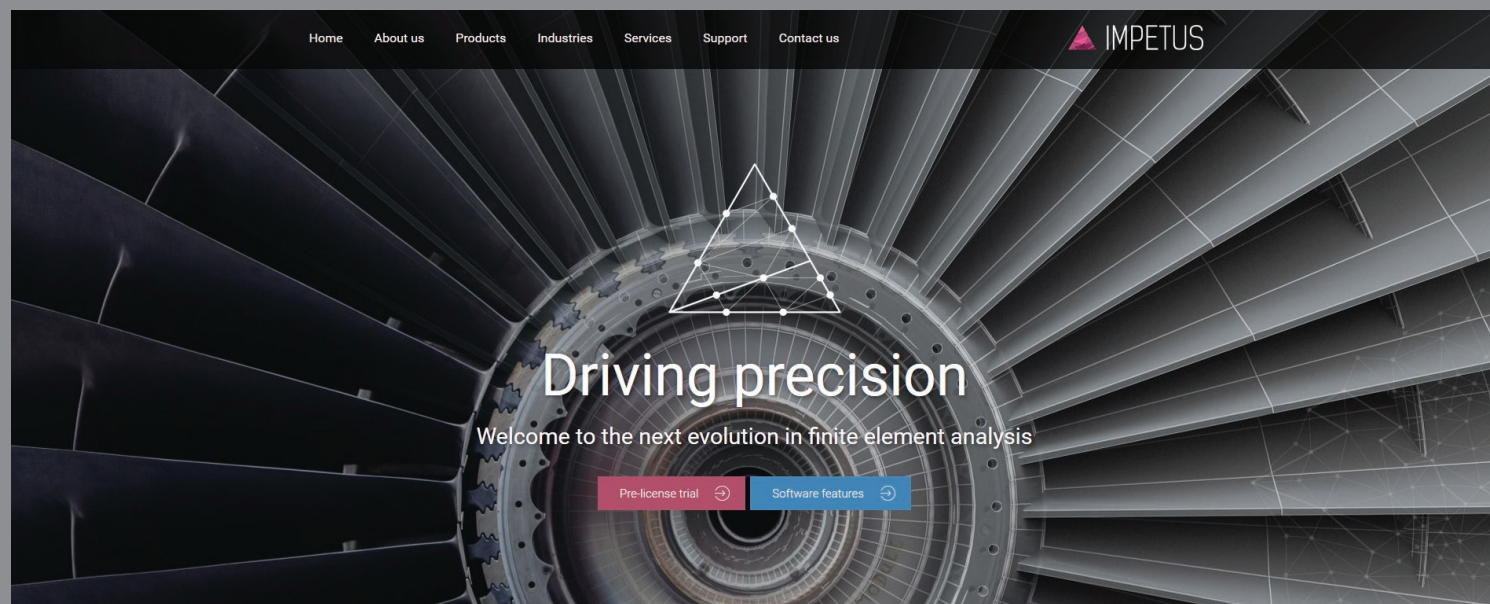 Home About us Products Industries Services Support Contact us IMPETUS
Driving precision
Welcome to the next evolution in finite element analysis
Pre-license trial Software features